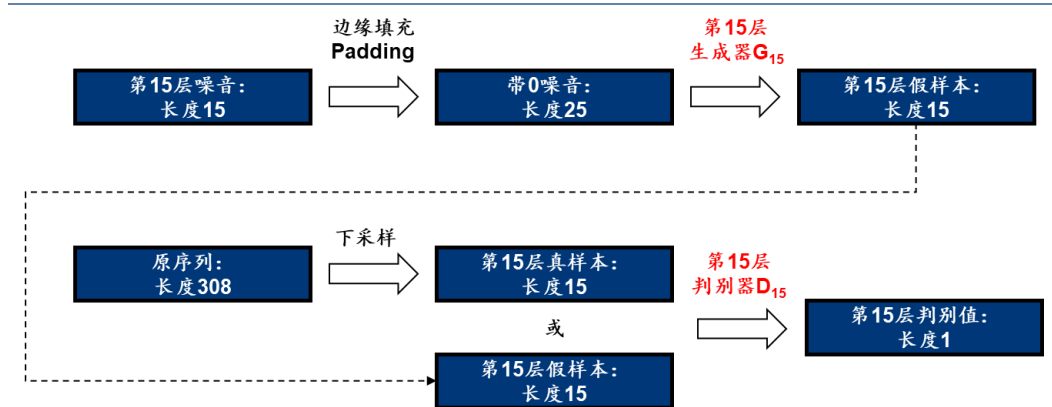 边缘填充
Padding
第15层
生成器G₁₅
第15层噪音：
长度15
带0噪音：
长度25
第15层假样本：
长度15
下采样
原序列：
长度308
第15层真样本：
长度15
第15层
判别器D₁₅
或
第15层判别值：
长度1
第15层假样本：
长度15